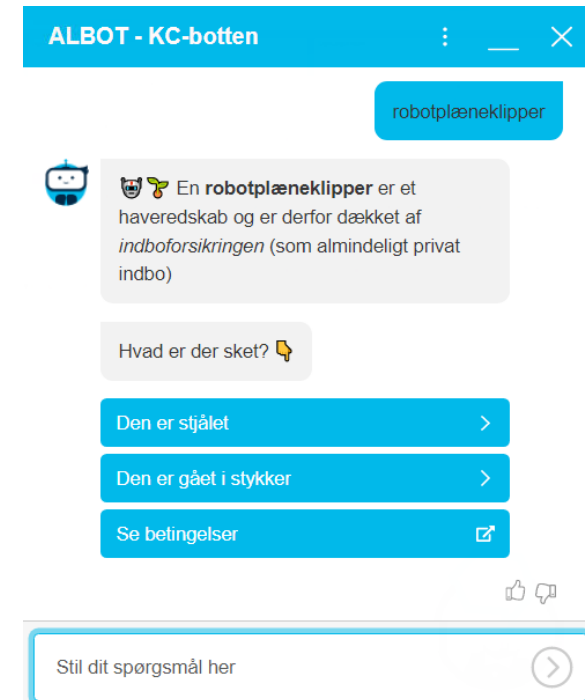 ALBOT - KC-botten
robotplæneklipper
En robotplæneklipper er et
haveredskab og er derfor dækket af
indboforsikringen (som almindeligt privat
indbo)
Hvad er der sket?
Den er stjålet
Den er gået i stykker
Se betingelser
Stil dit spørgsmål her